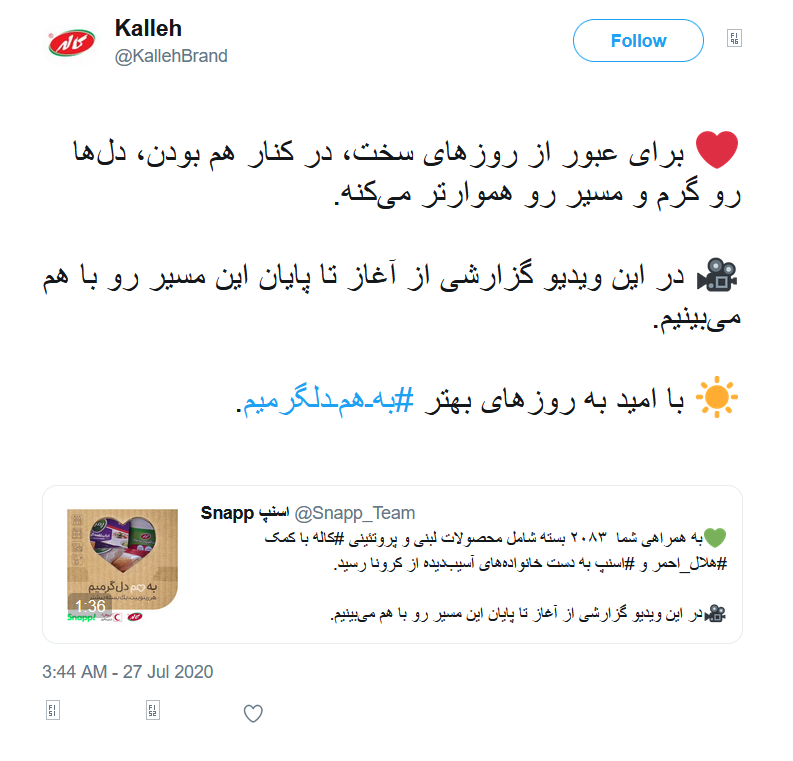 Kalleh
@KallehBrand
Follow
❤️ برای عبور از روزهای سخت، در کنار هم بودن، دل‌ها
رو گرم و مسیر رو هموارتر می‌کنه.
🎥 در این ویدیو گزارشی از آغاز تا پایان این مسیر رو با هم
می‌بینیم.
☀️ با امید به روزهای بهتر #به-هم-دلگرمیم.
Snapp اسنپ @Snapp_Team
💚به همراهی شما ۲۰۸۳ بسته شامل محصولات لبنی و پروتئینی #کاله با کمک
#هلال_احمر و #اسنپ به دست خانواده‌های آسیب‌دیده از کرونا رسید.
🎥در این ویدیو گزارشی از آغاز تا پایان این مسیر رو با هم می‌بینیم.
به هم دل‌گرمیم
1:36
Snapp!
3:44 AM - 27 Jul 2020